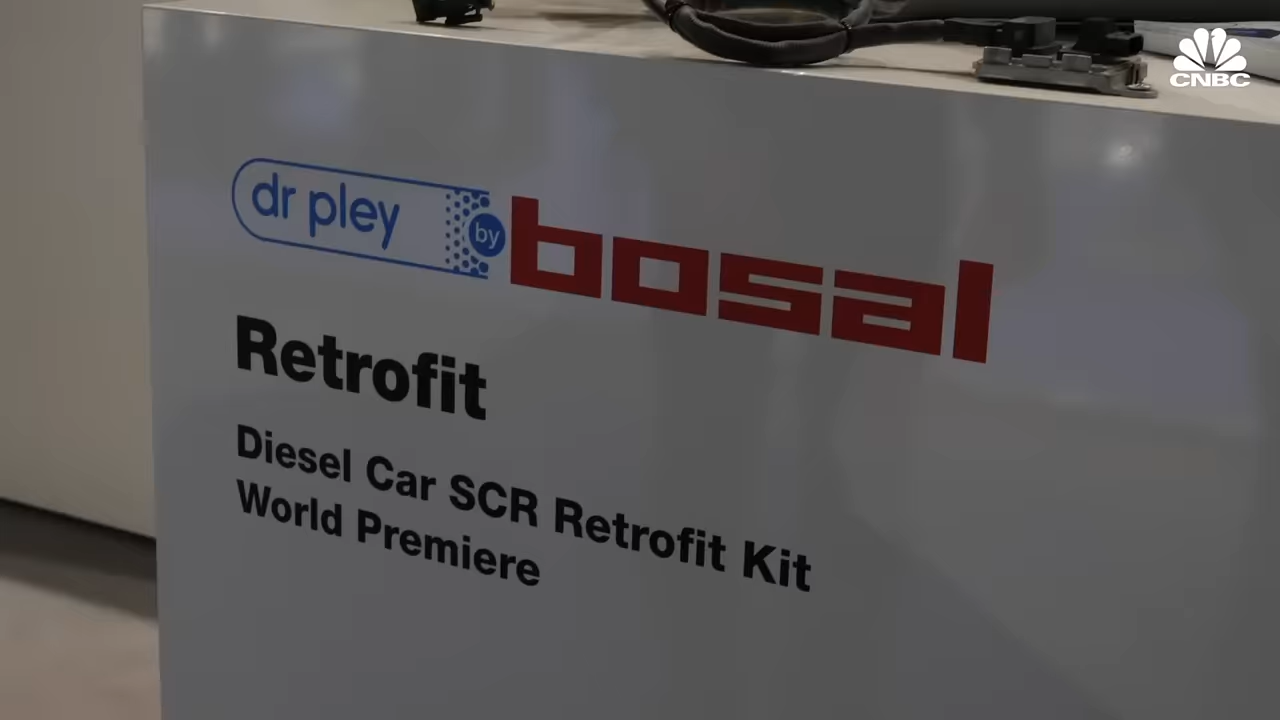 CNBC
dr pley by bosal
Retrofit
Diesel Car SCR Retrofit Kit
World Premiere